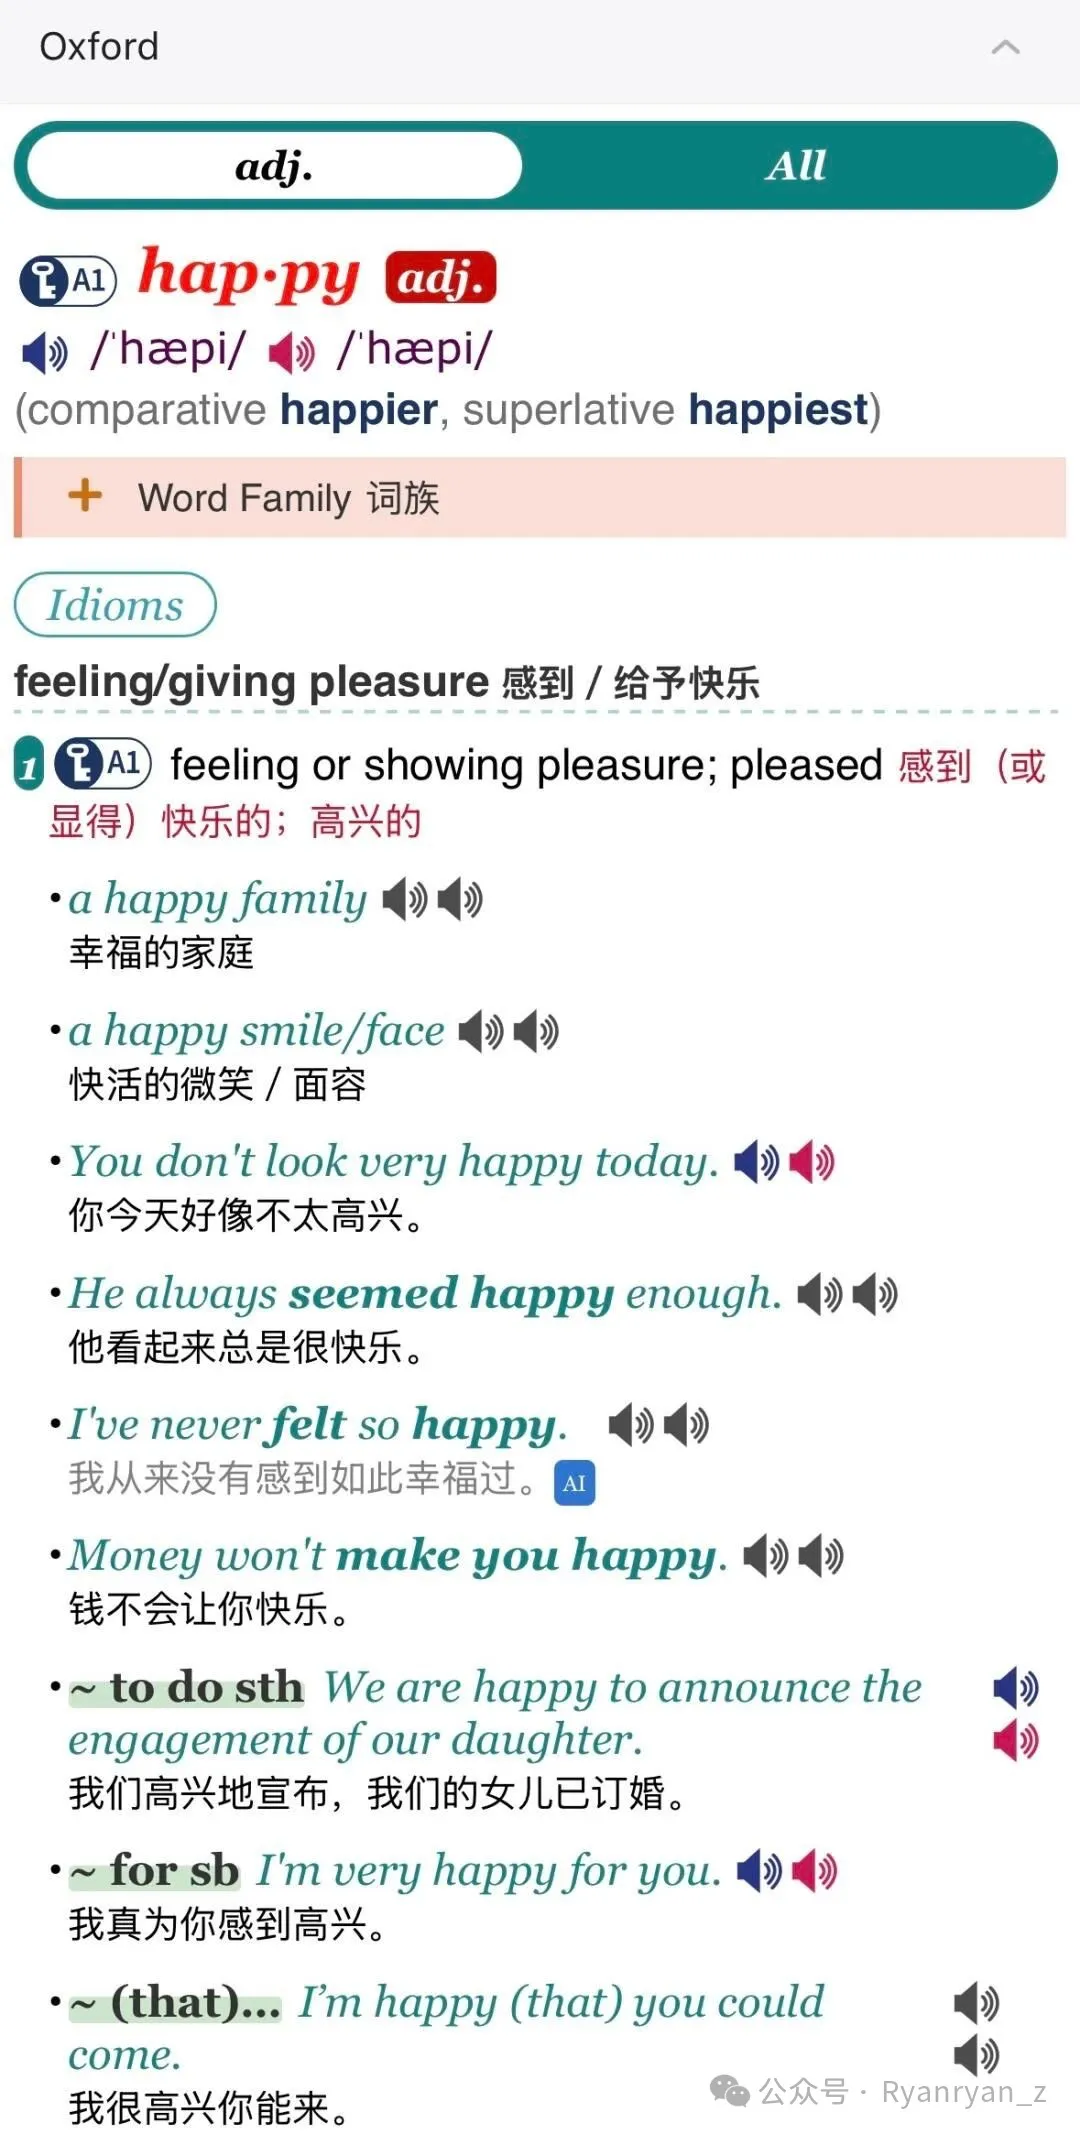 Oxford
adj. All
A1 hap·py adj.
/ˈhæpi/ /ˈhæpi/
(comparative happier, superlative happiest)
+ Word Family 词族
Idioms
feeling/giving pleasure 感到 / 给予快乐
1 A1 feeling or showing pleasure; pleased 感到（或
显得）快乐的；高兴的
•a happy family
幸福的家庭
•a happy smile/face
快活的微笑 / 面容
•You don't look very happy today.
你今天好像不太高兴。
•He always seemed happy enough.
他看起来总是很快乐。
•I've never felt so happy.
我从来没有感到如此幸福过。 AI
•Money won't make you happy.
钱不会让你快乐。
•~ to do sth We are happy to announce the
engagement of our daughter.
我们高兴地宣布，我们的女儿已订婚。
•~ for sb I'm very happy for you.
我真为你感到高兴。
•~ (that)... I’m happy (that) you could
come.
我很高兴你能来。
公众号 · Ryanryan_z